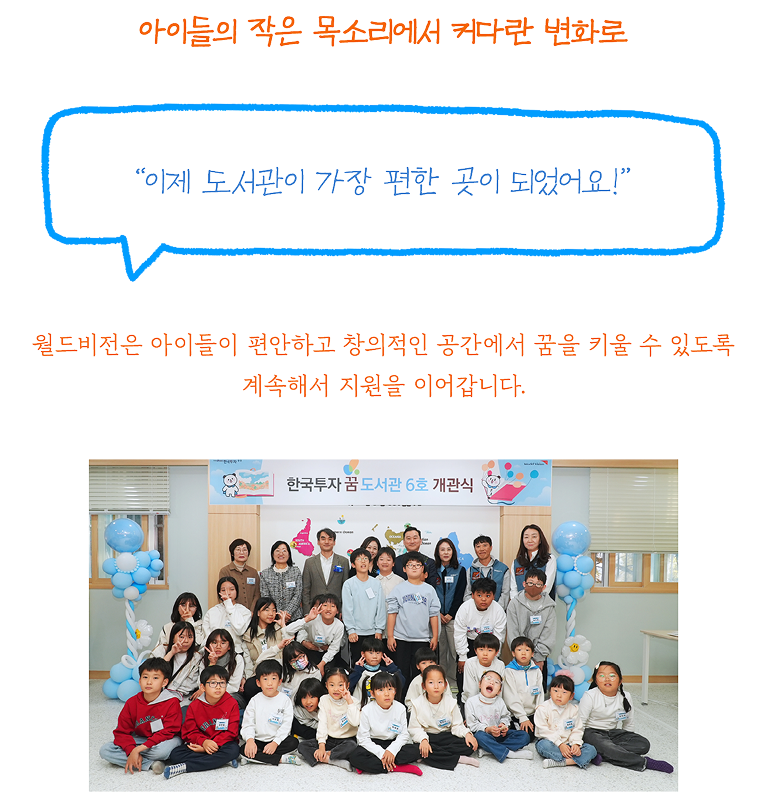 아이들의 작은 목소리에서 커다란 변화로
“이제 도서관이 가장 편한 곳이 되었어요!”
월드비전은 아이들이 편안하고 창의적인 공간에서 꿈을 키울 수 있도록
계속해서 지원을 이어갑니다.
한국투자 꿈 도서관 6호 개관식